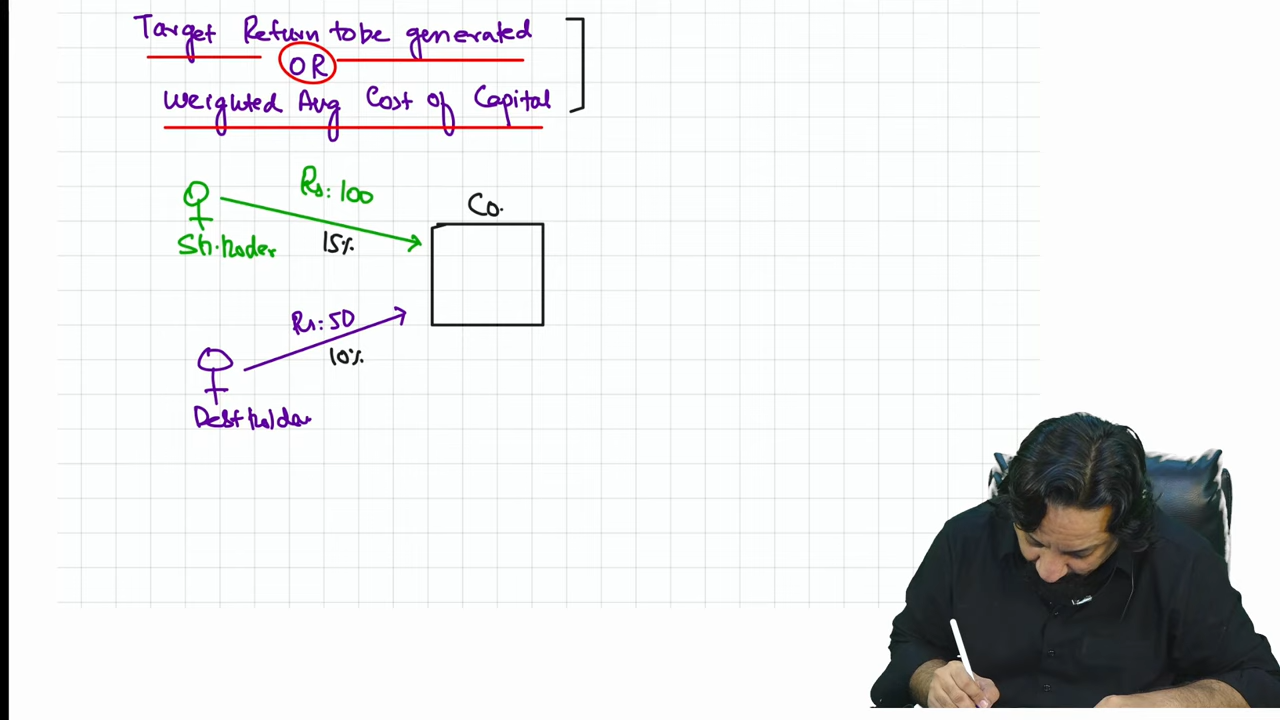 Target Return to be generated
OR
Weighted Avg Cost of Capital
Rs: 100
Co.
15%
Sh. hoder
Rs: 50
10%
Debt holder